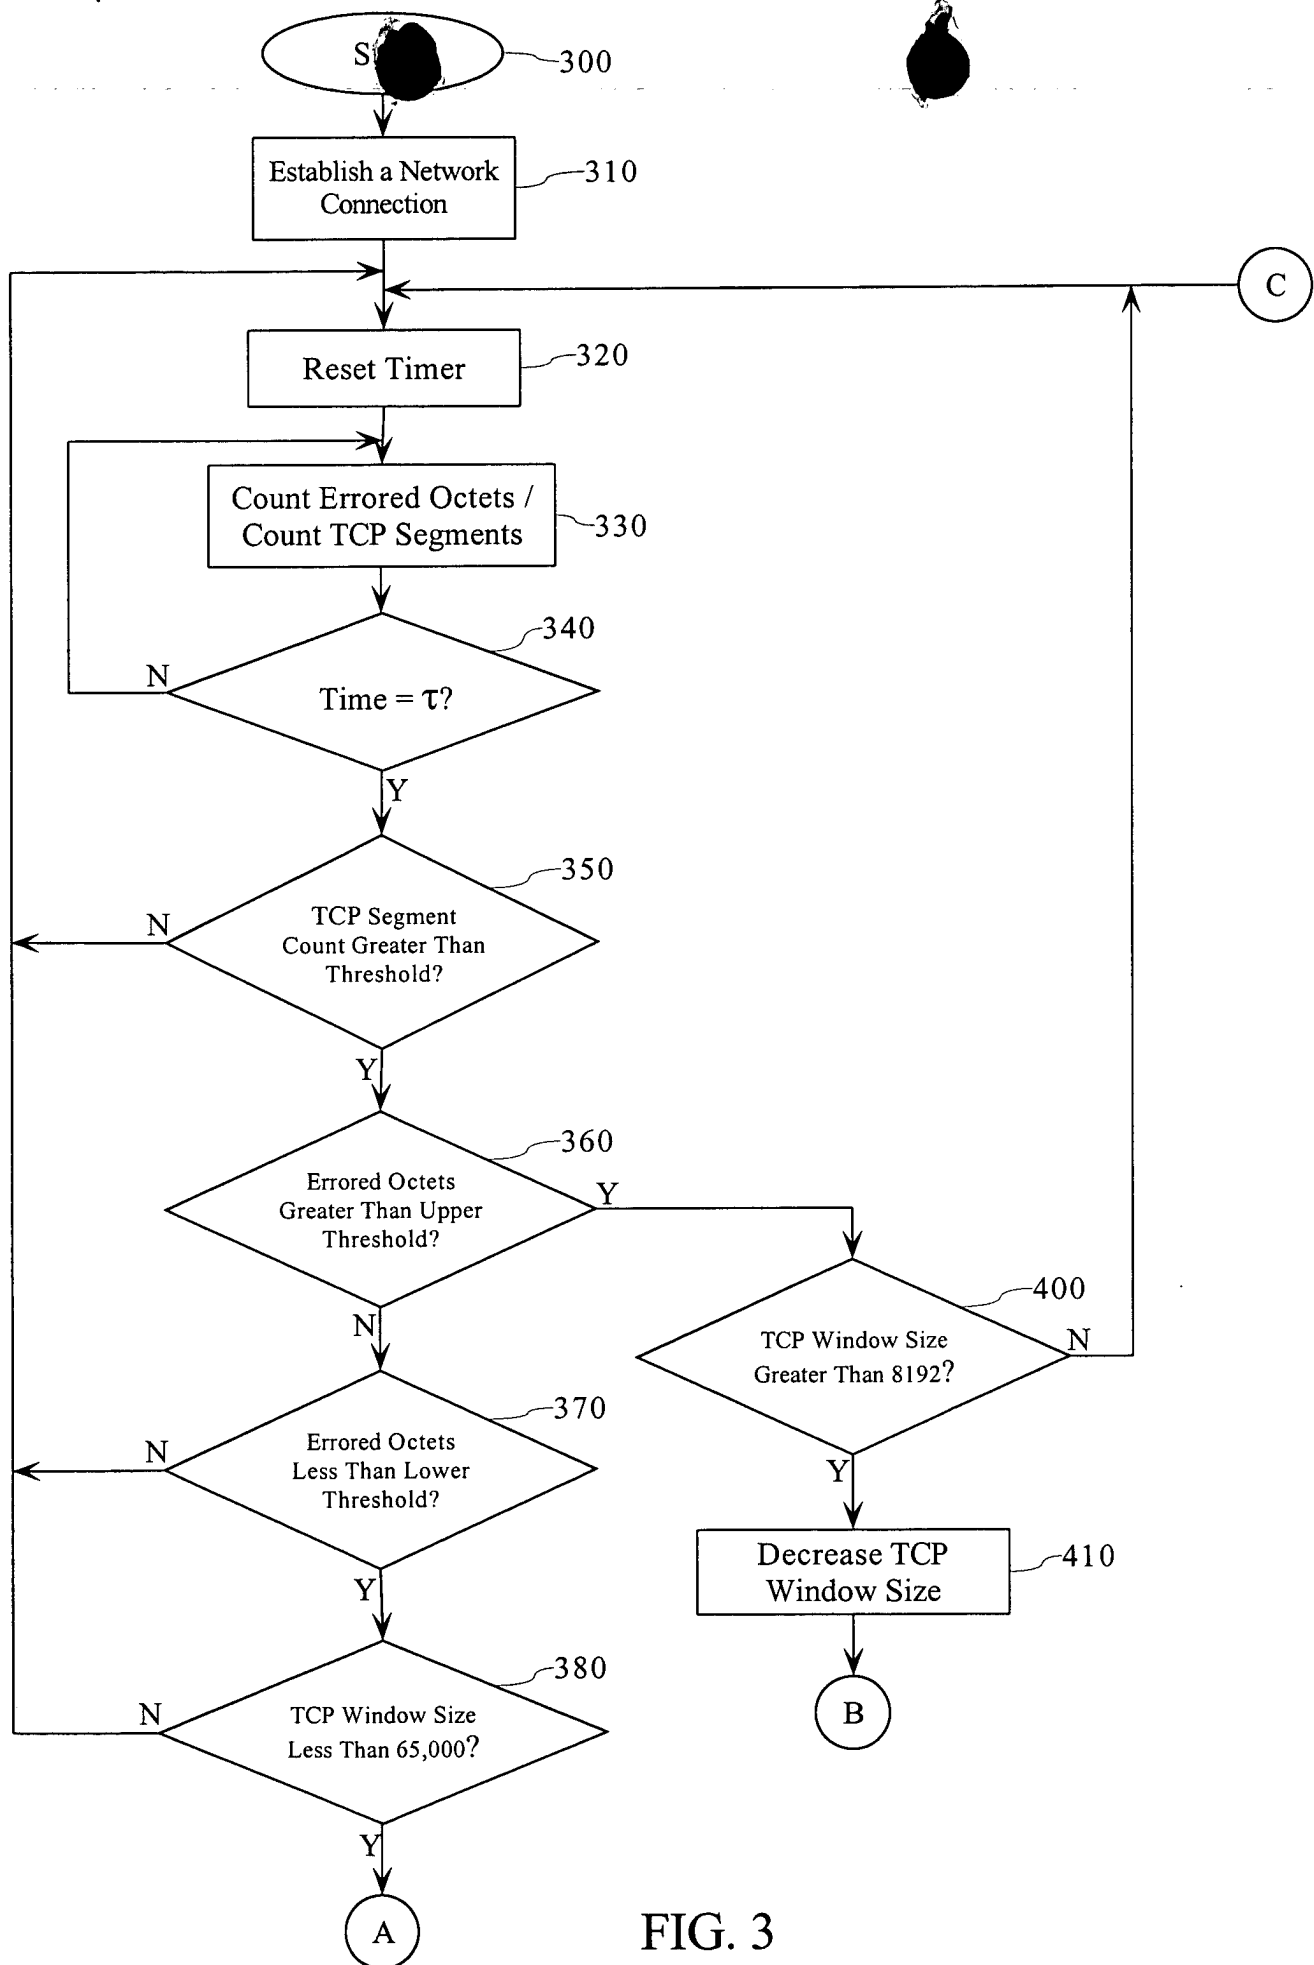 S
300
Establish a Network
Connection
310
C
Reset Timer
320
Count Errored Octets /
Count TCP Segments
330
340
N
Time = τ?
Y
350
N
TCP Segment
Count Greater Than
Threshold?
Y
360
Errored Octets
Greater Than Upper
Threshold?
Y
N
400
TCP Window Size
Greater Than 8192?
N
Y
370
N
Errored Octets
Less Than Lower
Threshold?
Y
Decrease TCP
Window Size
410
B
380
N
TCP Window Size
Less Than 65,000?
Y
A
FIG. 3